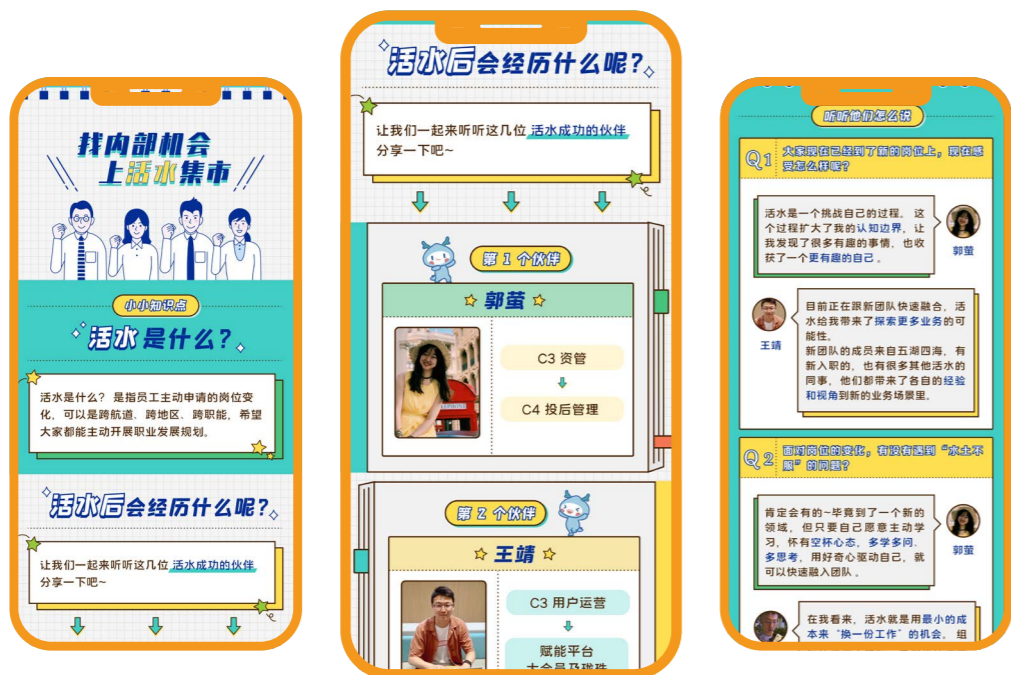 找内部机会
上活水集市
小小知识点
活水是什么?
活水是什么? 是指员工主动申请的岗位变
化, 可以是跨航道、跨地区、跨职能, 希望
大家都能主动开展职业发展规划。
活水后会经历什么呢?
让我们一起来听听这几位 活水成功的伙伴
分享一下吧~
活水后会经历什么呢?
让我们一起来听听这几位 活水成功的伙伴
分享一下吧~
第 1 个伙伴
郭萤
C3 资管
C4 投后管理
第 2 个伙伴
王靖
C3 用户运营
赋能平台
大会员及珑珠
听听他们怎么说
Q1 大家现在已经到了新的岗位上, 现在感
受怎么样呢?
活水是一个挑战自己的过程, 这
个过程扩大了我的认知边界, 让
我发现了很多有趣的事情, 也收
获了一个更有趣的自己 。
郭萤
目前正在跟新团队快速融合, 活
水给我带来了探索更多业务的可
能性。
新团队的成员来自五湖四海, 有
新入职的, 也有很多其他活水的
同事, 他们都带来了各自的经验
和视角到新的业务场景里。
王靖
Q2 面对岗位的变化, 有没有遇到“水土不
服”的问题?
肯定会有的~毕竟到了一个新的
领域, 但只要自己愿意主动学
习, 怀有空杯心态, 多学多问、
多思考, 用好奇心驱动自己, 就
可以快速融入团队 。
郭萤
在我看来, 活水就是用最小的成
本来“换一份工作”的机会, 组